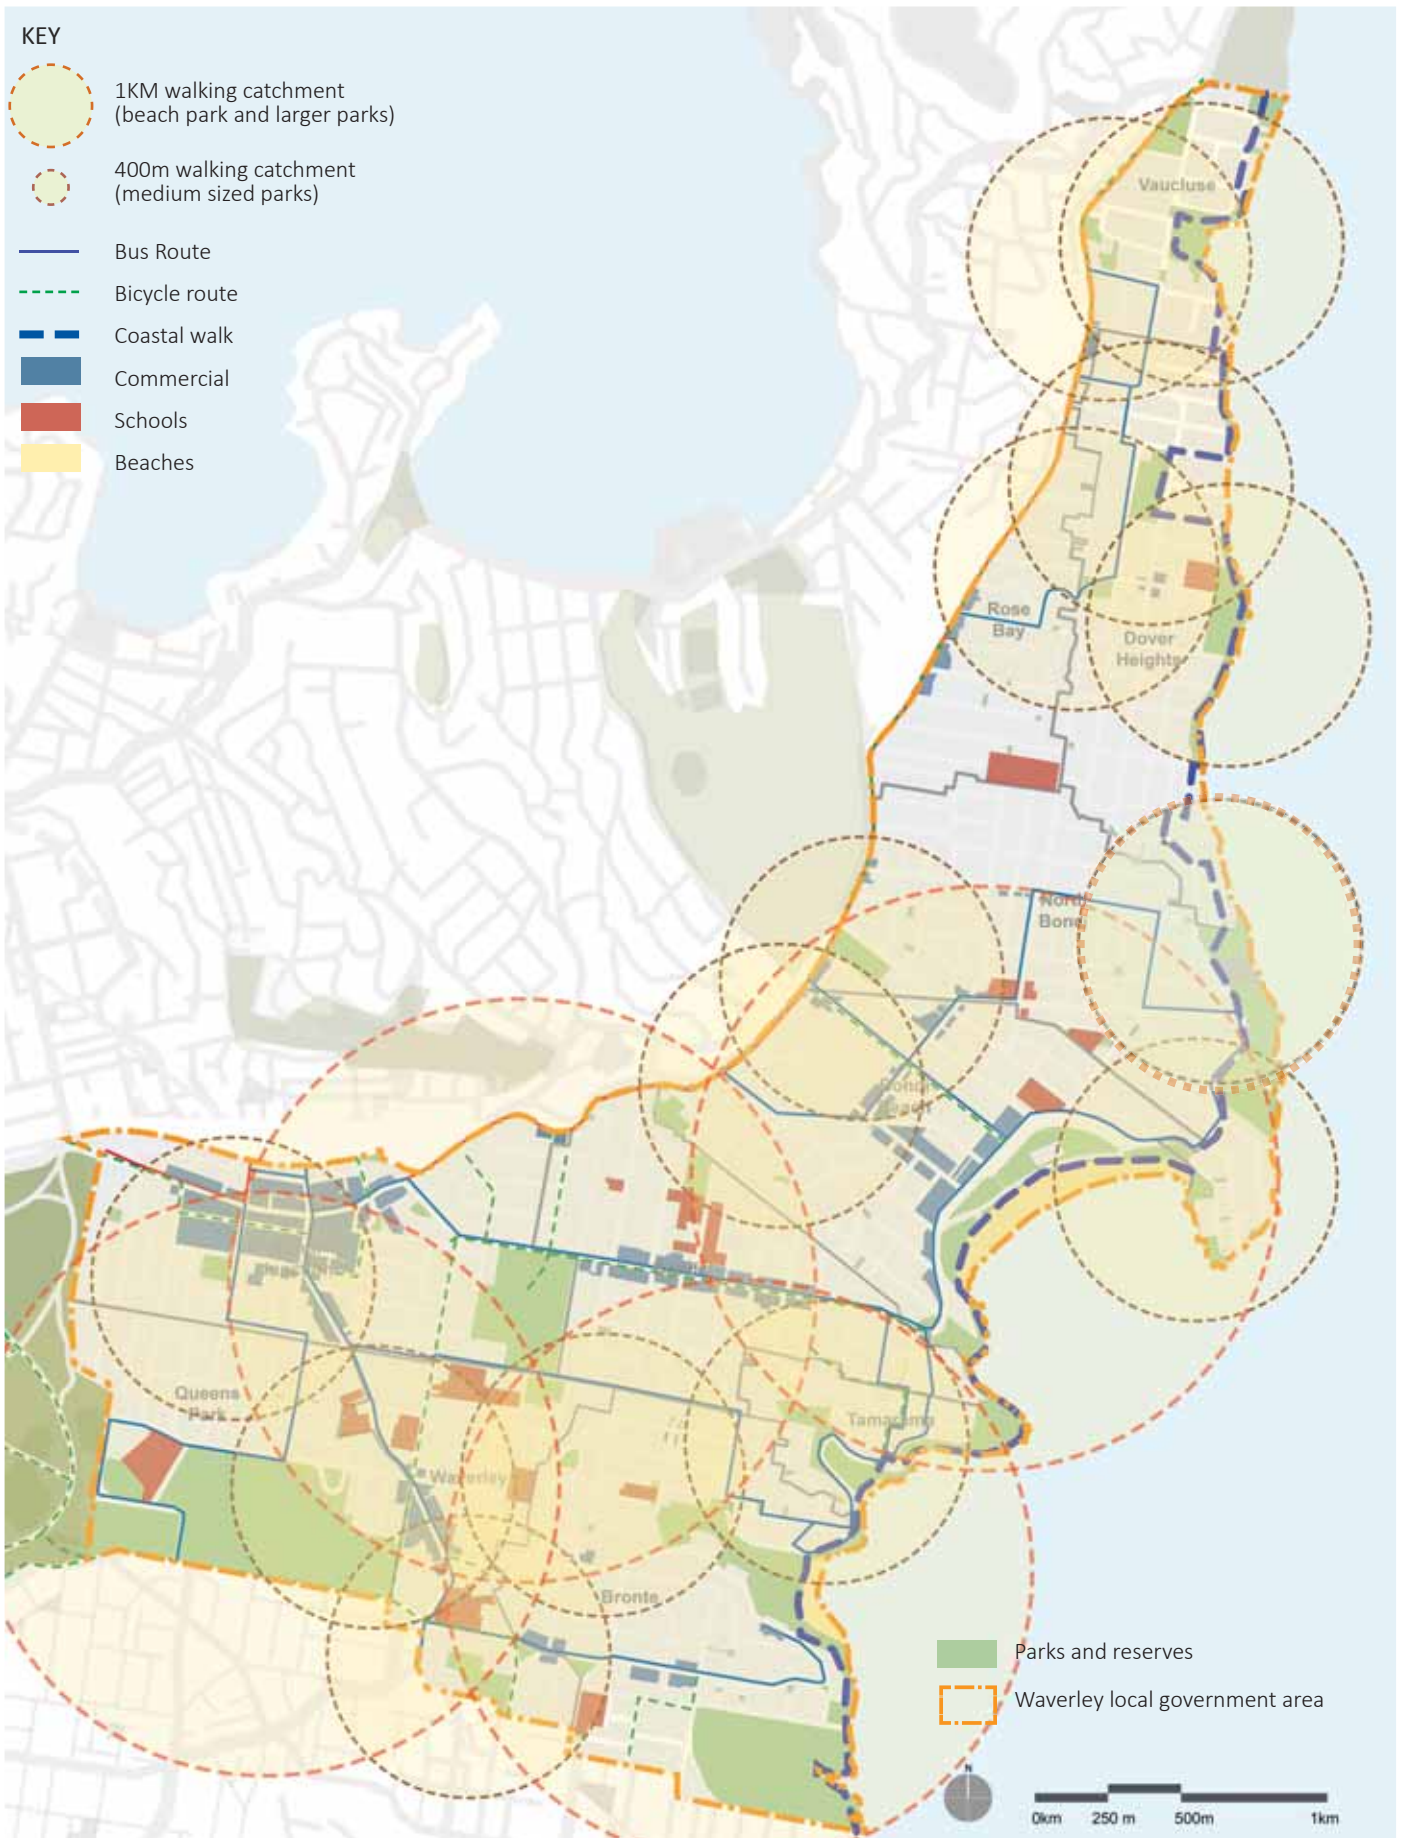 KEY
1KM walking catchment
(beach park and larger parks)
400m walking catchment
(medium sized parks)
Bus Route
Bicycle route
Coastal walk
Commercial
Schools
Beaches
Vaucluse
Rose
Bay
Dover
Heights
North
Bondi
Queens
Park
Waverley
Tamarama
Bronte
Parks and reserves
Waverley local government area
N
0km 250 m 500m 1km